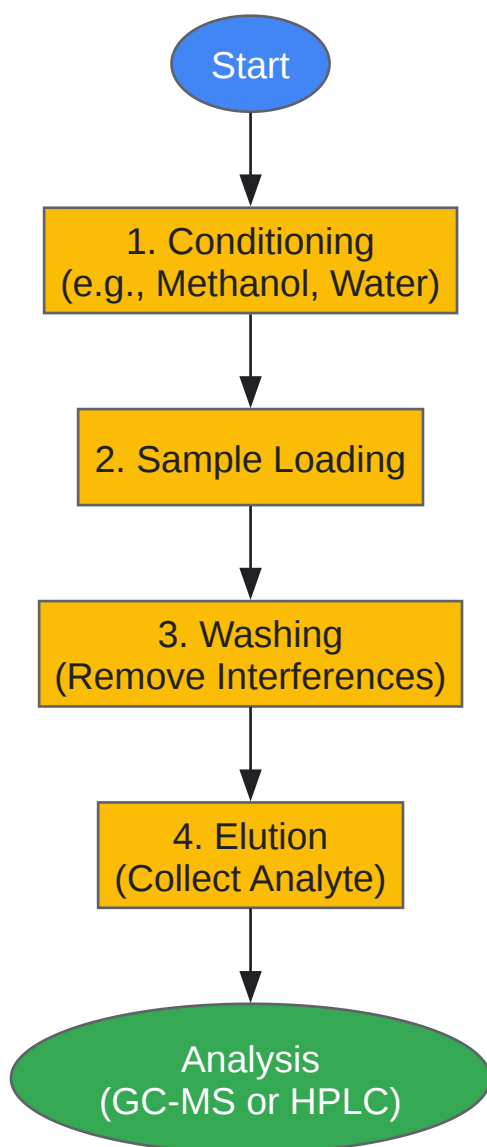 Start
1. Conditioning
(e.g., Methanol, Water)
2. Sample Loading
3. Washing
(Remove Interferences)
4. Elution
(Collect Analyte)
Analysis
(GC-MS or HPLC)